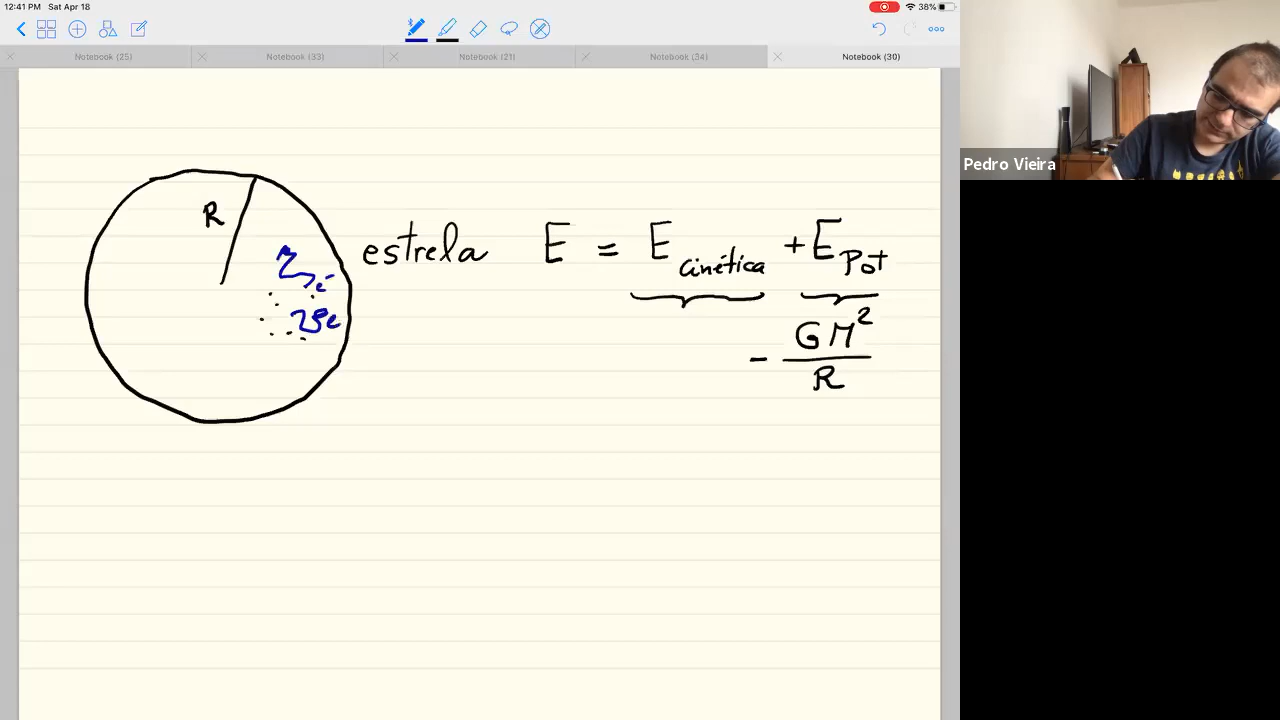 12:41 PM Sat Apr 18
38%
Notebook (25) Notebook (33) Notebook (21) Notebook (34) Notebook (30)
Pedro Vieira
R
estrela E = E cinética + E Pot
e⁻
- GM²
R